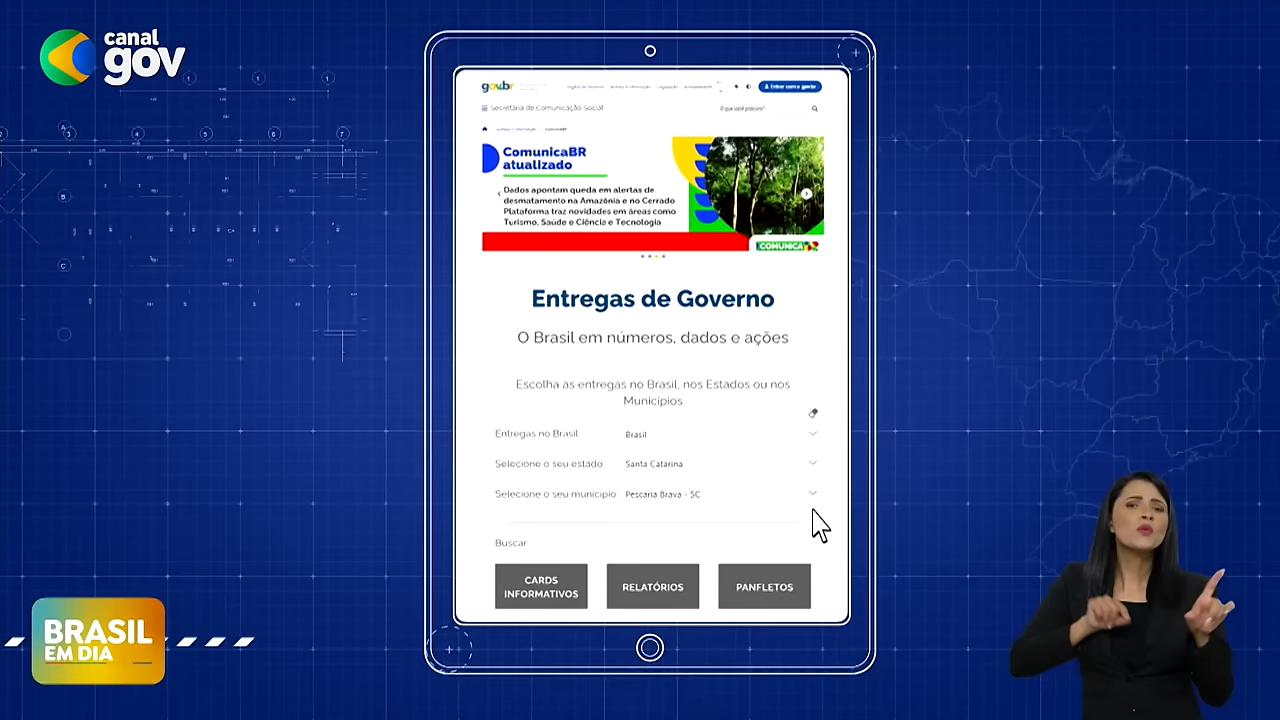 canal
gov
gov.br
Entrar com o gov.br
Secretaria de Comunicação Social
O que você procura?
ComunicaBR
atualizado
Dados apontam queda em alertas de
desmatamento na Amazônia e no Cerrado
Plataforma traz novidades em áreas como
Turismo, Saúde e Ciência e Tecnologia
COMUNICA
Entregas de Governo
O Brasil em números, dados e ações
Escolha as entregas no Brasil, nos Estados ou nos
Municípios
Entregas no Brasil Brasil
Selecione o seu estado Santa Catarina
Selecione o seu município Pescaria Brava - SC
Buscar
CARDS
INFORMATIVOS
RELATÓRIOS
PANFLETOS
BRASIL
EM DIA